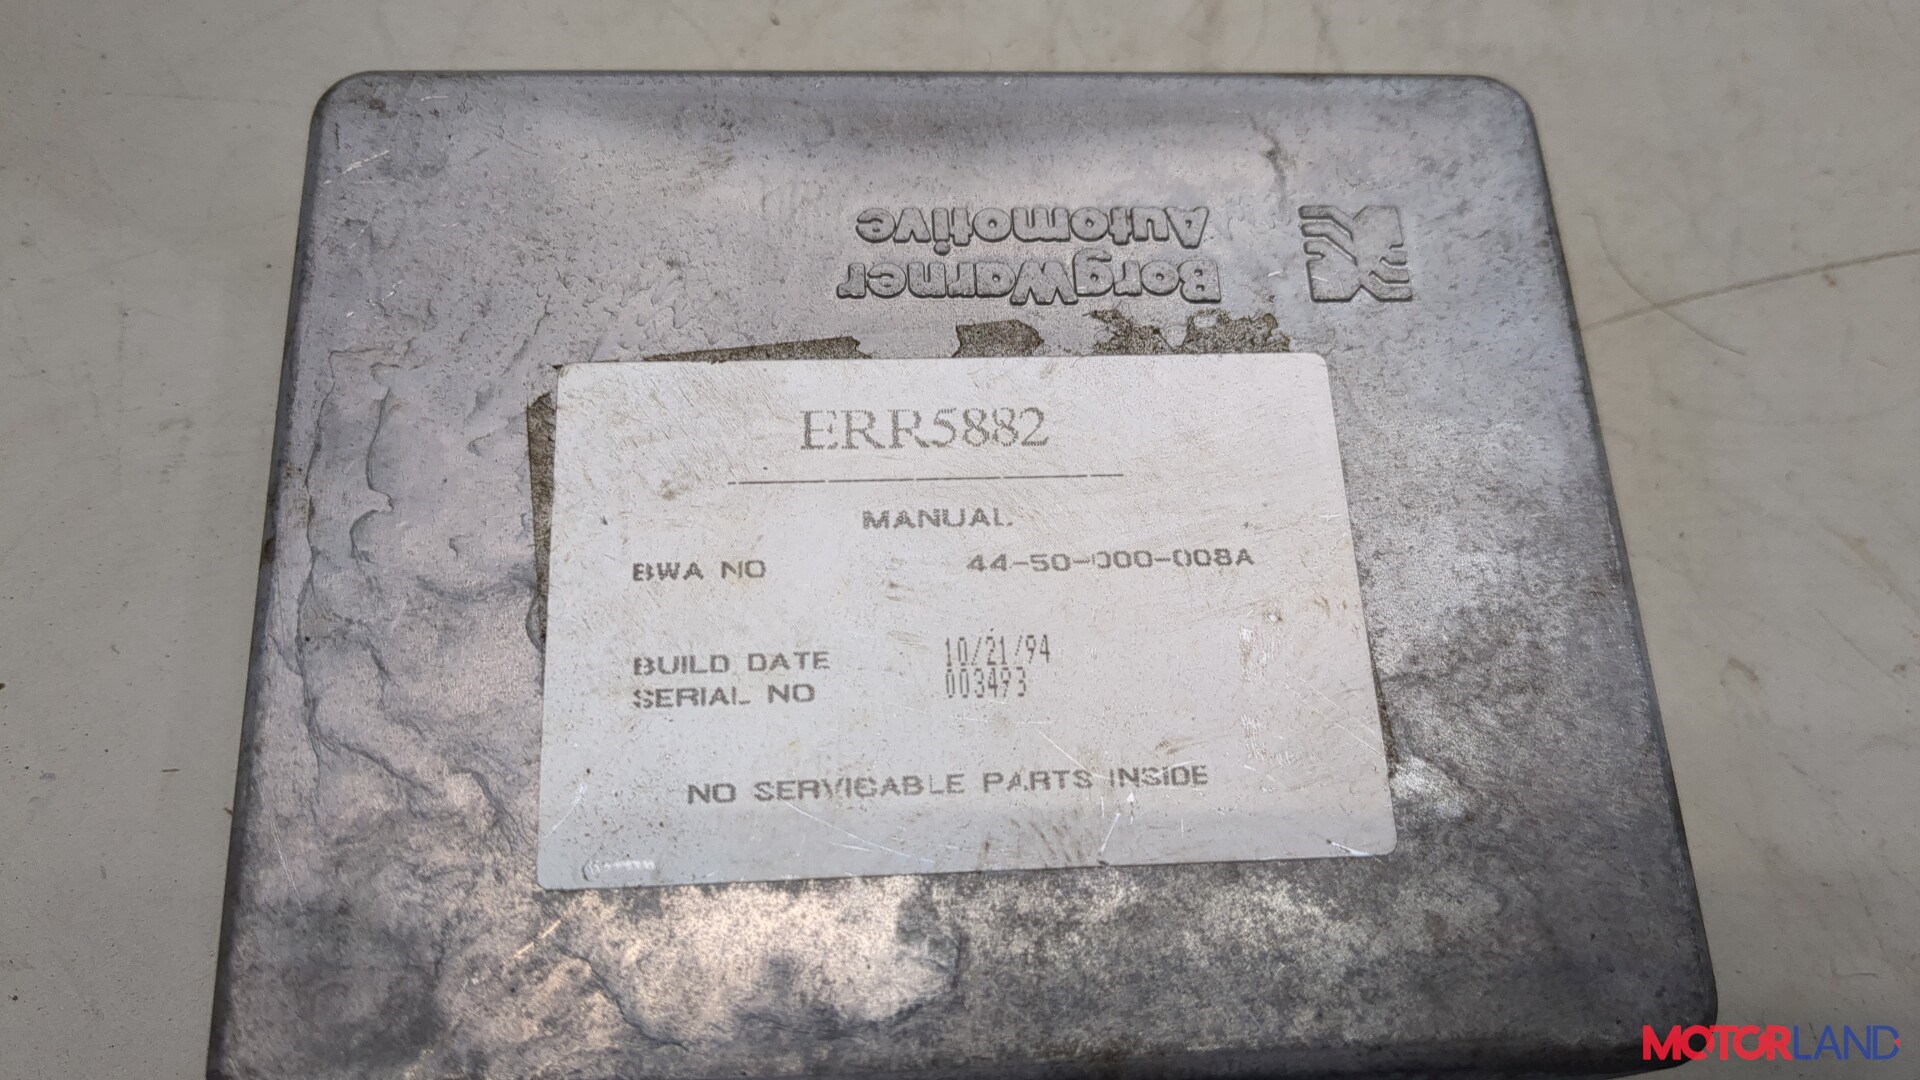 BorgWarner
Automotive
ERR5882
MANUAL
BWA NO 44-50-000-008A
BUILD DATE 10/21/94
SERIAL NO 003493
NO SERVICABLE PARTS INSIDE
MOTORLAND